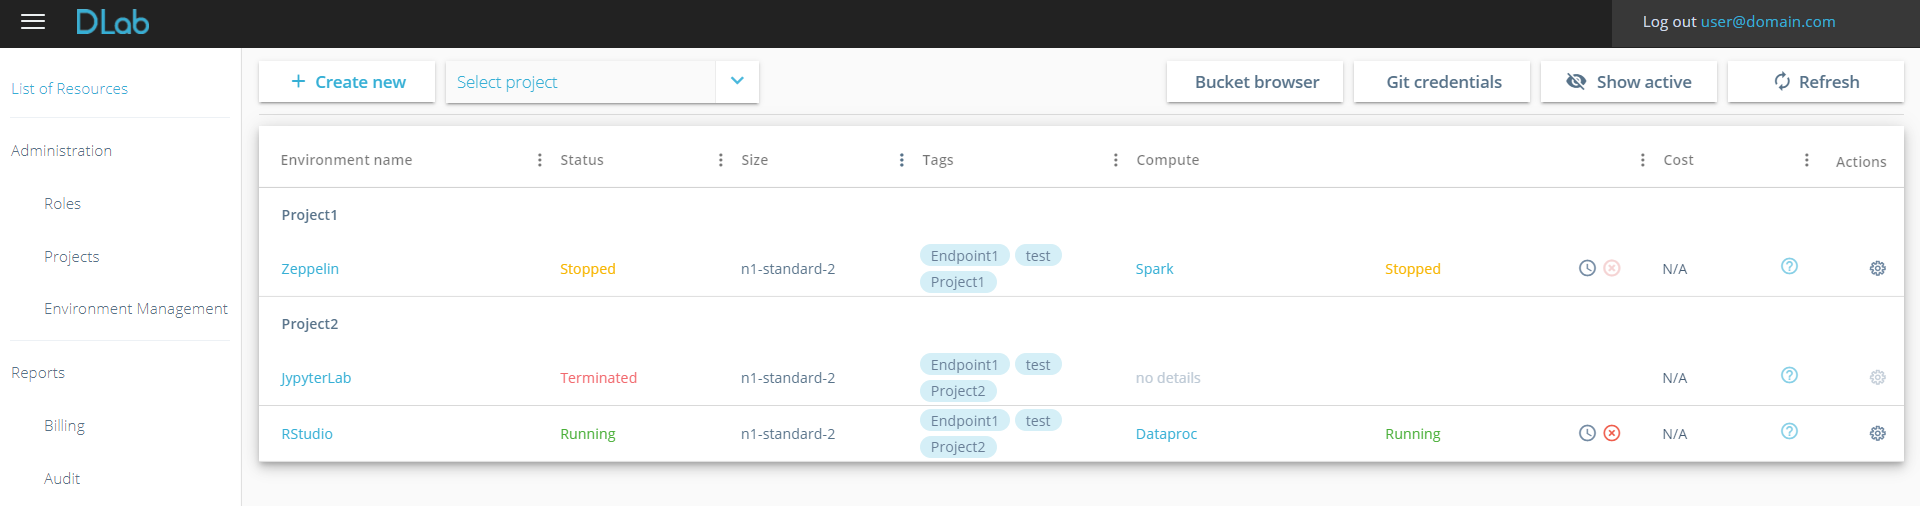 DLab
Log out user@domain.com
List of Resources
Administration
Roles
Projects
Environment Management
Reports
Billing
Audit
+ Create new
Select project
Bucket browser
Git credentials
Show active
Refresh
Environment name Status Size Tags Compute Cost Actions
Project1
Zeppelin Stopped n1-standard-2 Endpoint1 test Project1 Spark Stopped N/A
Project2
JypyterLab Terminated n1-standard-2 Endpoint1 test Project2 no details N/A
RStudio Running n1-standard-2 Endpoint1 test Project2 Dataproc Running N/A